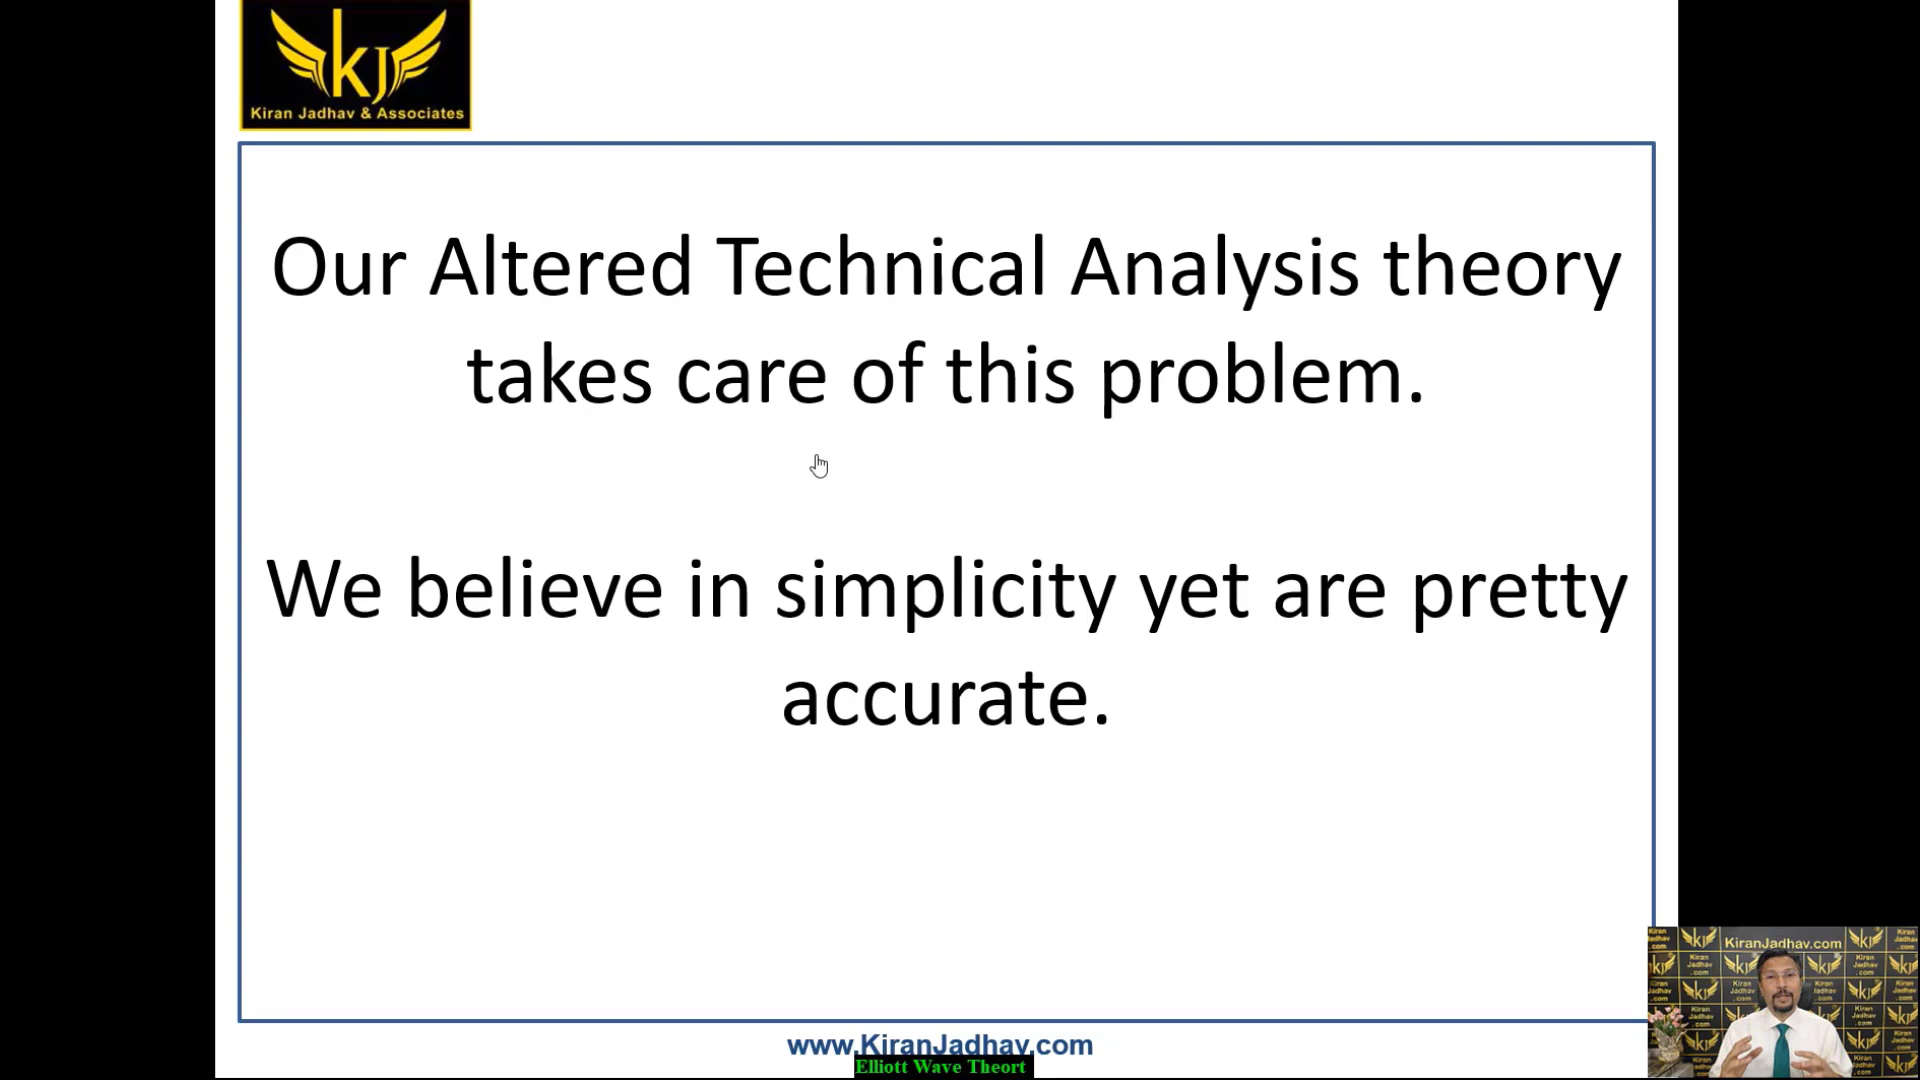 kJ
Kiran Jadhav & Associates
Our Altered Technical Analysis theory
takes care of this problem.
We believe in simplicity yet are pretty
accurate.
www.KiranJadhav.com
Elliott Wave Theort
KiranJadhav.com